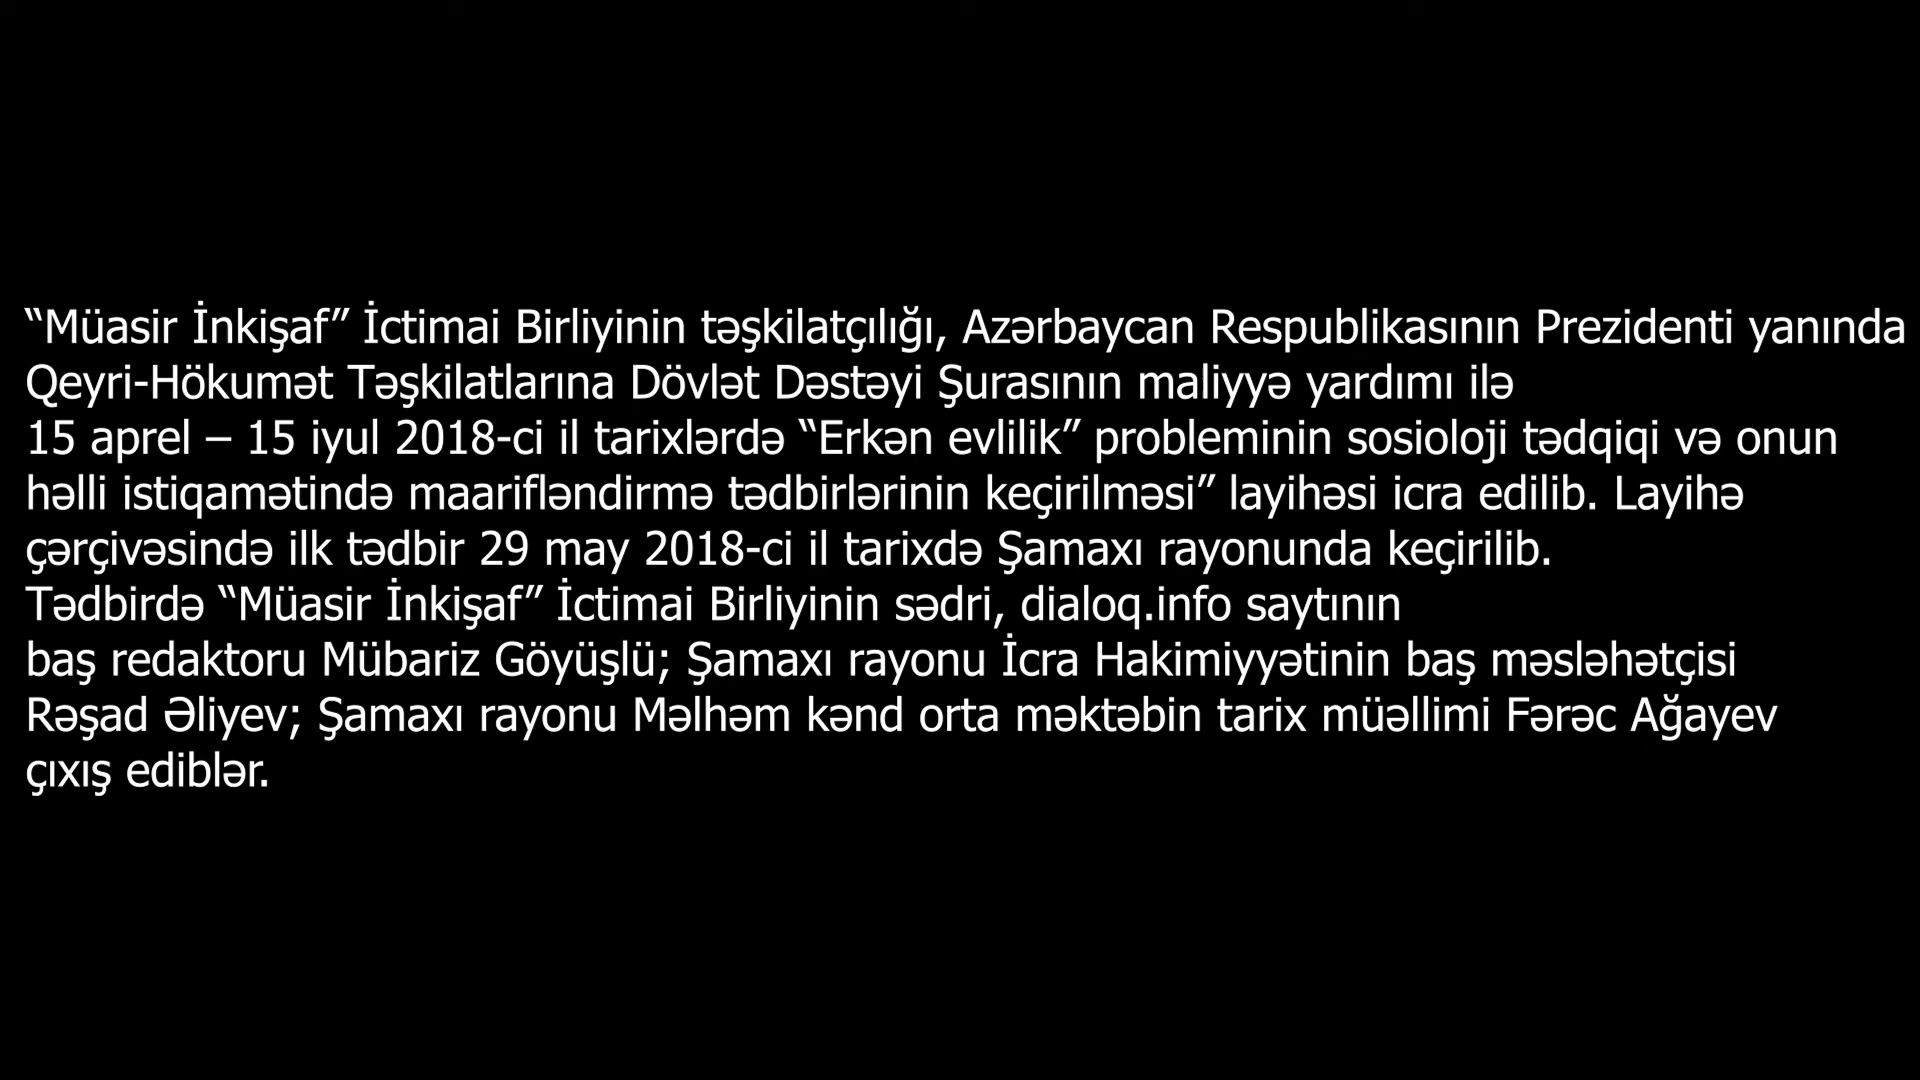 “Müasir İnkişaf” İctimai Birliyinin təşkilatçılığı, Azərbaycan Respublikasının Prezidenti yanında
Qeyri-Hökumət Təşkilatlarına Dövlət Dəstəyi Şurasının maliyyə yardımı ilə
15 aprel – 15 iyul 2018-ci il tarixlərdə “Erkən evlilik” probleminin sosioloji tədqiqi və onun
həlli istiqamətində maarifləndirmə tədbirlərinin keçirilməsi” layihəsi icra edilib. Layihə
çərçivəsində ilk tədbir 29 may 2018-ci il tarixdə Şamaxı rayonunda keçirilib.
Tədbirdə “Müasir İnkişaf” İctimai Birliyinin sədri, dialoq.info saytının
baş redaktoru Mübariz Göyüşlü; Şamaxı rayonu İcra Hakimiyyətinin baş məsləhətçisi
Rəşad Əliyev; Şamaxı rayonu Məlhəm kənd orta məktəbin tarix müəllimi Fərəc Ağayev
çıxış ediblər.